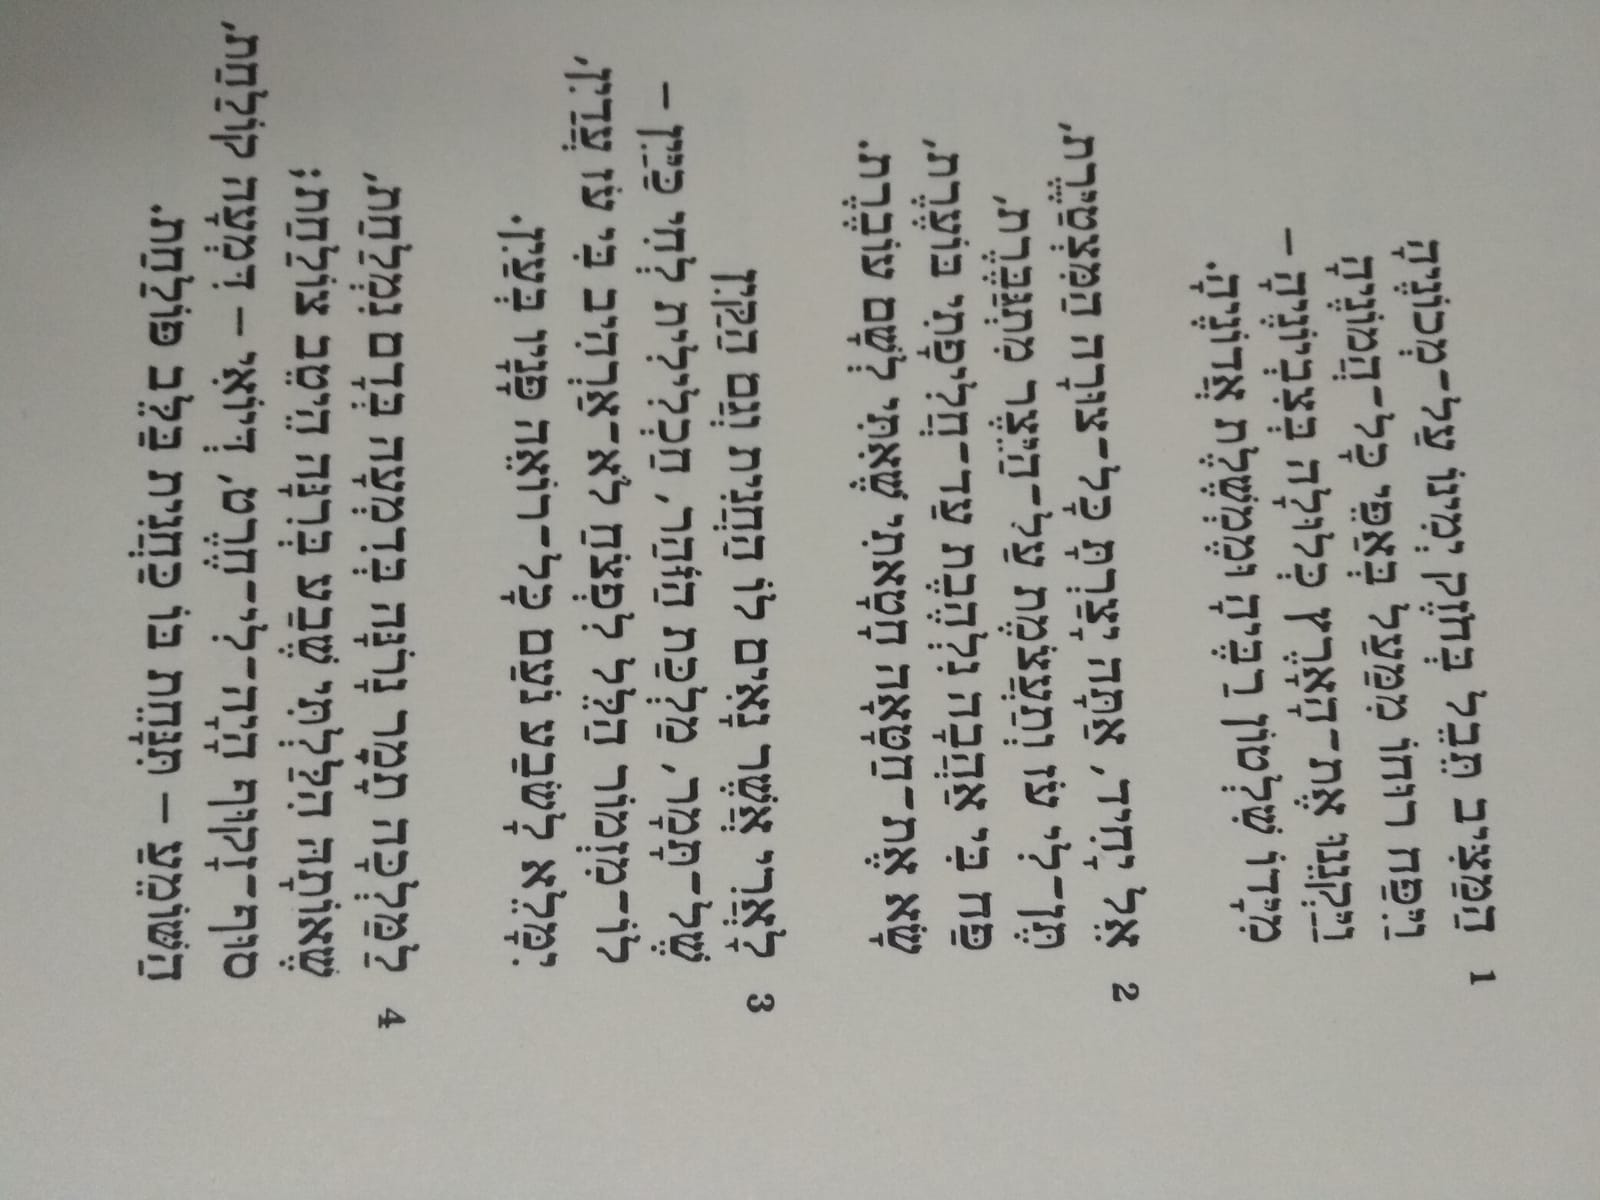 1 הַמַּצִּיב תֵּבֵל בְּחֹזֶק יְמִינוֹ עַל־מְכוֹנֶיהָ
וַיִּפַּח רוּחוֹ מִמַּעַל בְּאַפֵּי כָּל־הֲמוֹנֶיהָ
וַיַּקְנֵנוּ אֶת־הָאָרֶץ כְּלוּלָה בְּצִבְיוֹנֶיהָ –
מִיָּדוֹ שִׁלְטוֹן רַבֶּיהָ וּמֶמְשֶׁלֶת אֲדוֹנֶיהָ.
2 אֵל יָחִיד, אַתָּה יָצַרְתָּ כָּל־צוּרָה הַמִּצְטַיֶּרֶת,
תֶּן־לִי עֹז וְתַעֲצֹמֶת עַל־הַיֵּצֶר מִתְגַּבֶּרֶת,
פַּח בִּי אַהֲבָה נִלְהֶבֶת עַד־חֲלִיפָתִי בּוֹעֶרֶת,
שָׂא אֶת־חַטָּאָה חָטָאתִי שֶׁאִתִּי לְשָׁם עוֹבֶרֶת.
3 לָאֲרִי אֲשֶׁר נָאִים לוֹ הַחֲנִית וְגַם הַקַּיִן
שֶׁל־תָּמָר, מַלְכַּת הַזֹּהַר, חַכְלִילִית לְחִי כַּיַּיִן –
לוֹ־מִזְמוֹר הַלֵּל לִפְצֹחַ לֹא־אַרְהִיב בִּי עֹז עֲדַיִן,
יִמָּלֵא לָשֹׂבַע נֹעַם כָּל־רוֹאֵה פָּנָיו בְּעַיִן.
4 לַמַּלְכָּה תָמָר נָרֹנָּה בְּדִמְעָה בְּדָם נִמְלַחַת,
שֶׁאוֹתָהּ הִלַּלְתִּי שֶׁבַע בְּרִנָּה הֵיטֵב צוֹלַחַת;
סוּף־זָקוּף הָיָה־לִי־חֶרֶט, דְּיוֹאִי – דִּמְעָה קוֹלַחַת,
הַשּׁוֹמֵעַ – תִּנָּחֵת בּוֹ כַּחֲנִית בַּלֵּב פּוֹלַחַת.